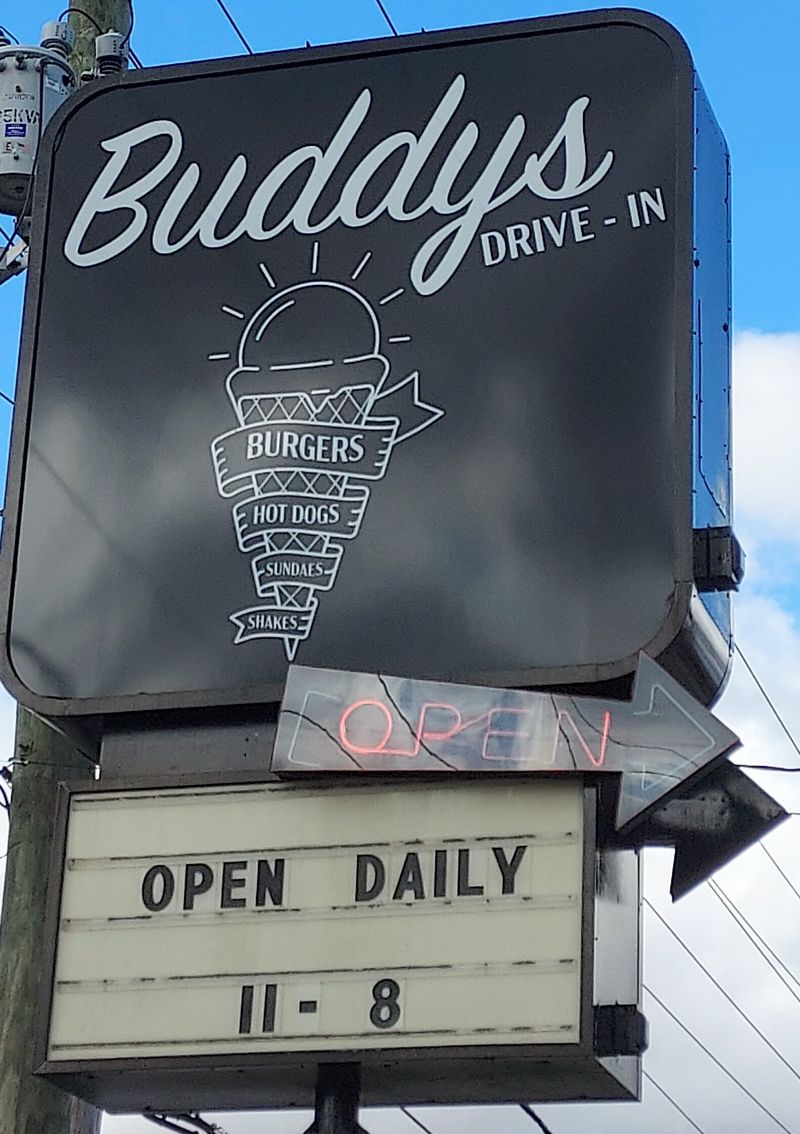 Buddys
DRIVE - IN
BURGERS
HOT DOGS
SUNDAES
SHAKES
OPEN
OPEN DAILY
11 - 8